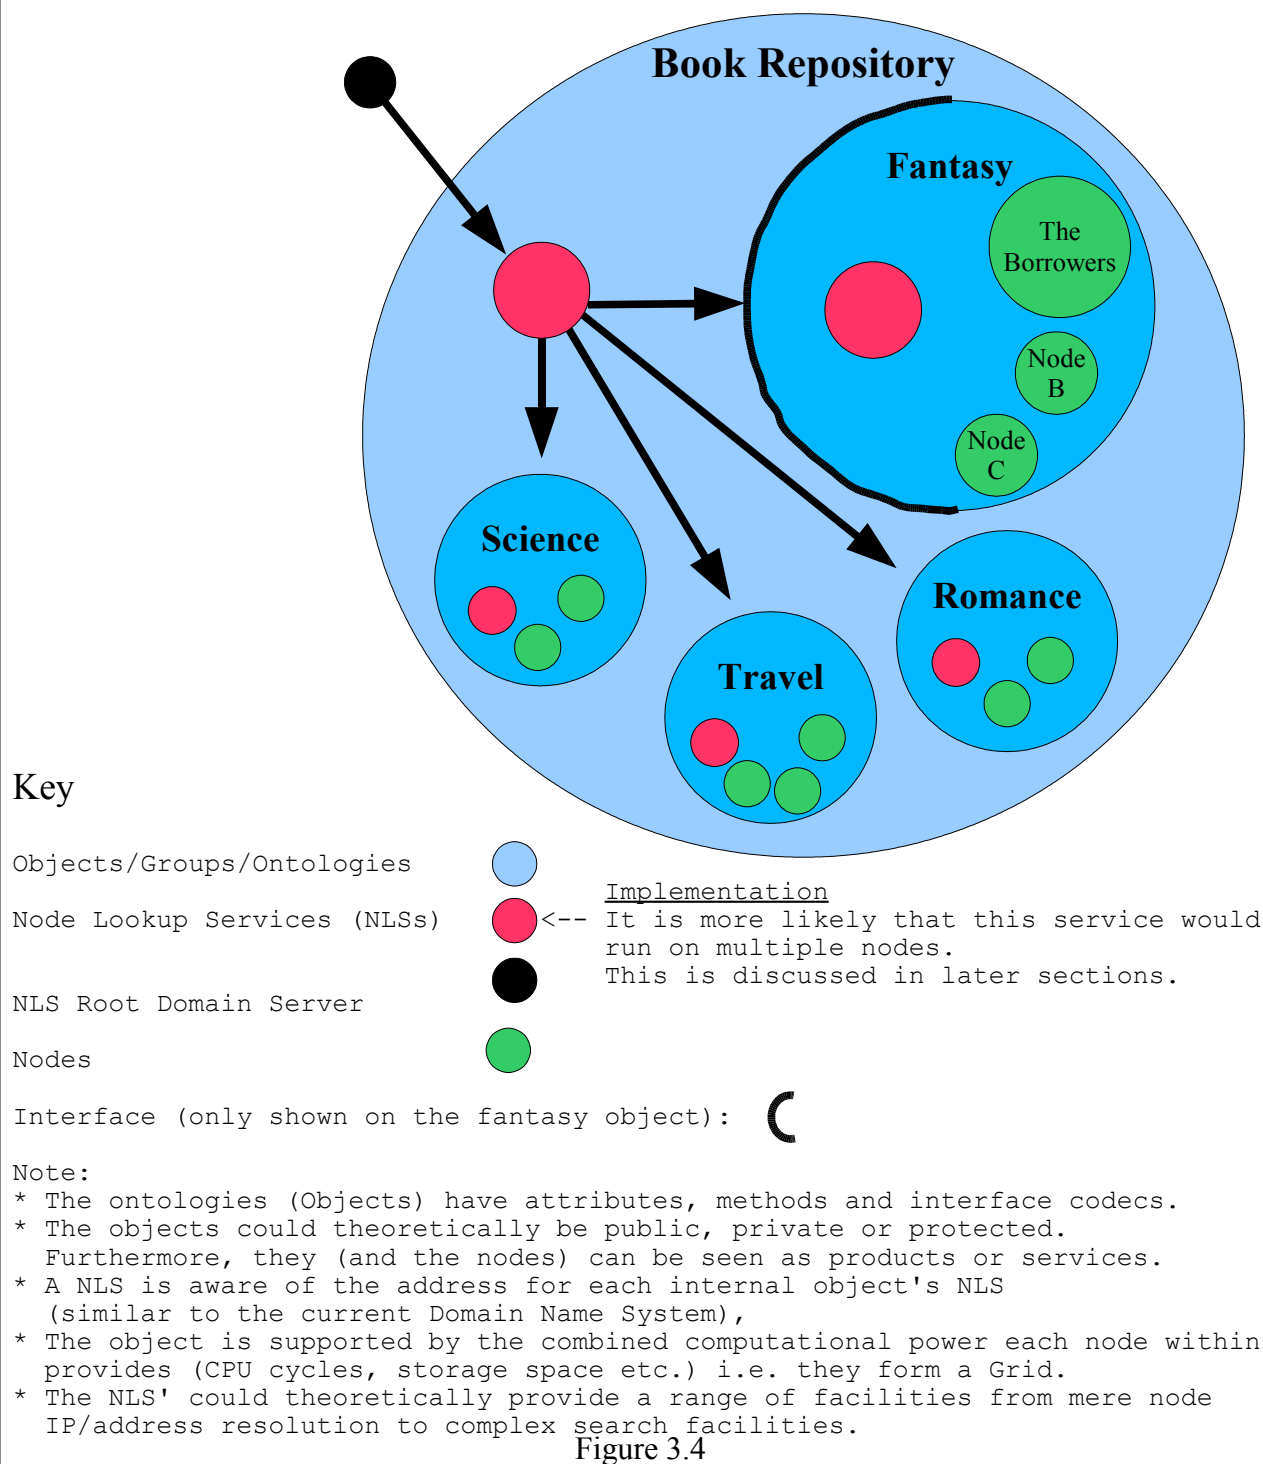 Book Repository
Fantasy
The
Borrowers
Node
B
Node
C
Science
Romance
Travel
Key
Objects/Groups/Ontologies
Implementation
Node Lookup Services (NLSs) <-- It is more likely that this service would
run on multiple nodes.
This is discussed in later sections.
NLS Root Domain Server
Nodes
Interface (only shown on the fantasy object):
Note:
* The ontologies (Objects) have attributes, methods and interface codecs.
* The objects could theoretically be public, private or protected.
Furthermore, they (and the nodes) can be seen as products or services.
* A NLS is aware of the address for each internal object's NLS
(similar to the current Domain Name System),
* The object is supported by the combined computational power each node within
provides (CPU cycles, storage space etc.) i.e. they form a Grid.
* The NLS' could theoretically provide a range of facilities from mere node
IP/address resolution to complex search facilities.
Figure 3.4